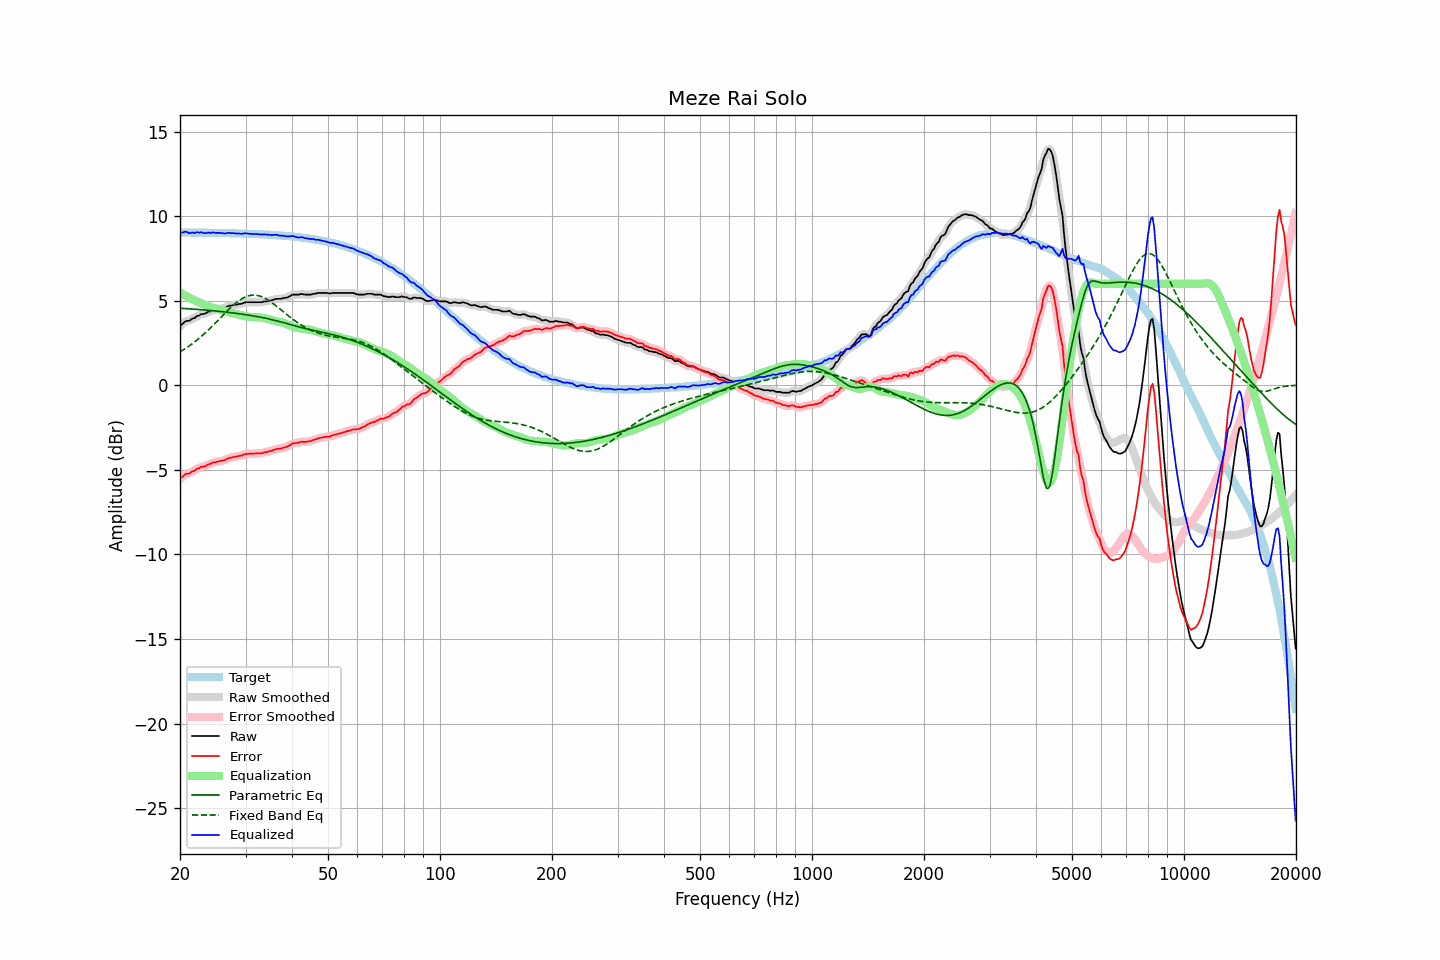 Meze Rai Solo
Amplitude (dBr)
15
10
5
0
−5
−10
−15
−20
−25
Target
Raw Smoothed
Error Smoothed
Raw
Error
Equalization
Parametric Eq
Fixed Band Eq
Equalized
20
50
100
200
500
1000
2000
5000
10000
20000
Frequency (Hz)